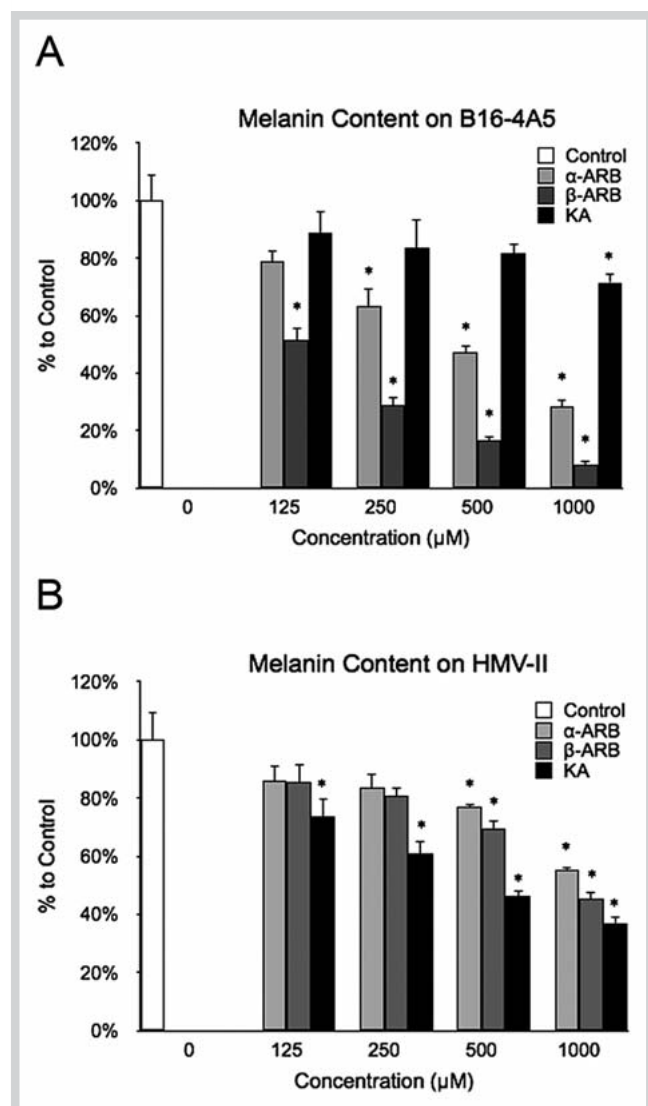 A
Melanin Content on B16-4A5
120%
100%
80%
60%
40%
20%
0%
% to Control
Control
α-ARB
β-ARB
KA
*
*
*
*
*
*
*
*
0 125 250 500 1000
Concentration (µM)
B
Melanin Content on HMV-II
120%
100%
80%
60%
40%
20%
0%
% to Control
Control
α-ARB
β-ARB
KA
*
*
*
*
*
*
*
*
0 125 250 500 1000
Concentration (µM)